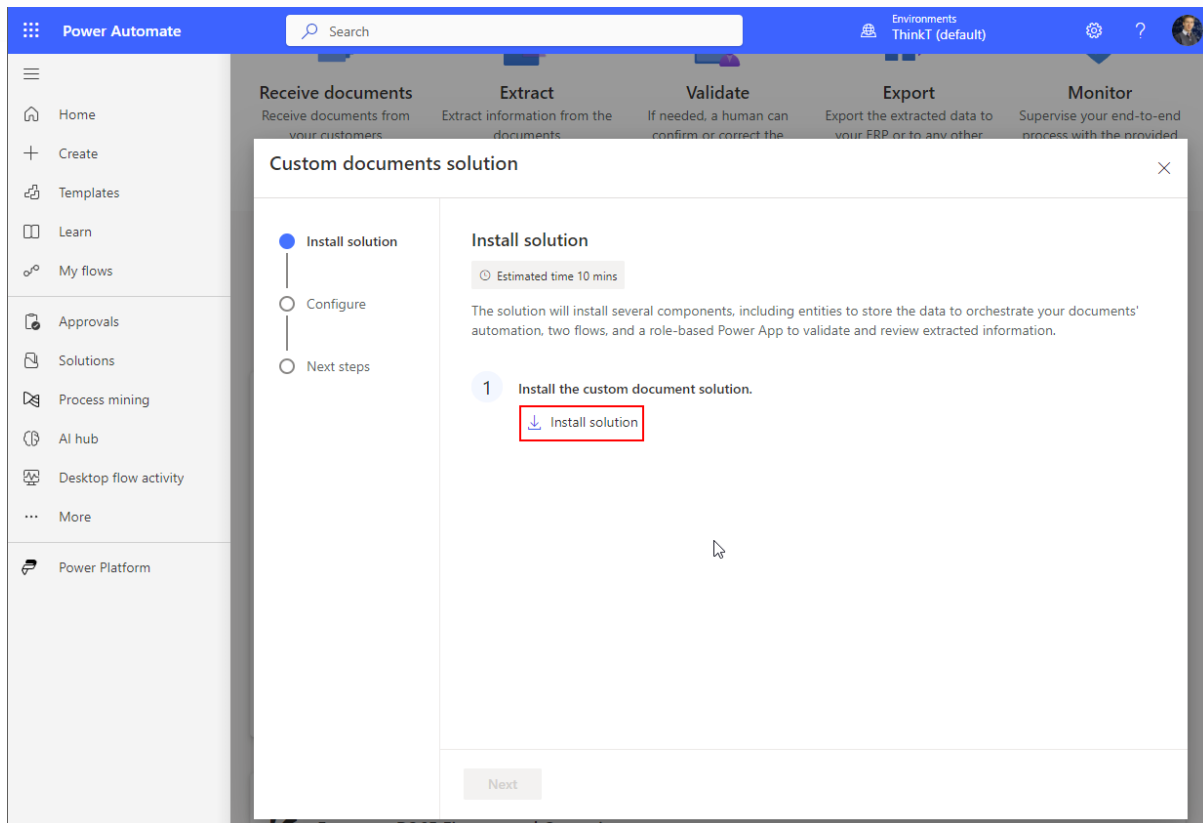 Power Automate
Search
Environments
ThinkT (default)
?
Home
Create
Templates
Learn
My flows
Approvals
Solutions
Process mining
AI hub
Desktop flow activity
More
Power Platform
Receive documents
Receive documents from
your customers
Extract
Extract information from the
documents
Validate
If needed, a human can
confirm or correct the
Export
Export the extracted data to
your ERP or to any other
Monitor
Supervise your end-to-end
process with the provided
Custom documents solution
Install solution
Configure
Next steps
Install solution
Estimated time 10 mins
The solution will install several components, including entities to store the data to orchestrate your documents'
automation, two flows, and a role-based Power App to validate and review extracted information.
1 Install the custom document solution.
Install solution
Next